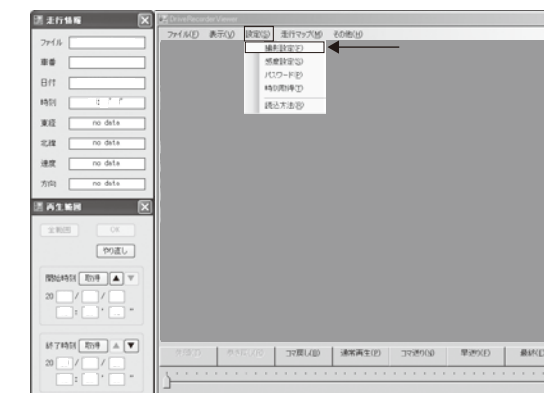 走行情報
DriveRecorder Viewer
ファイル(F) 表示(V) 設定(S) 走行マップ(M) その他(H)
撮影設定(F)
感度設定(S)
パスワード(P)
時刻取得(T)
読込方法(R)
ファイル
車番
日付
時刻 : ' "
東経 no data
北緯 no data
速度 no data
方向 no data
再生範囲
全範囲 OK
やり直し
開始時刻 取得 ▲ ▼
20 / /
: ' "
終了時刻 取得 ▲ ▼
20 / /
: ' "
コマ戻し(B) 通常再生(P) コマ送り(N) 早送り(F)